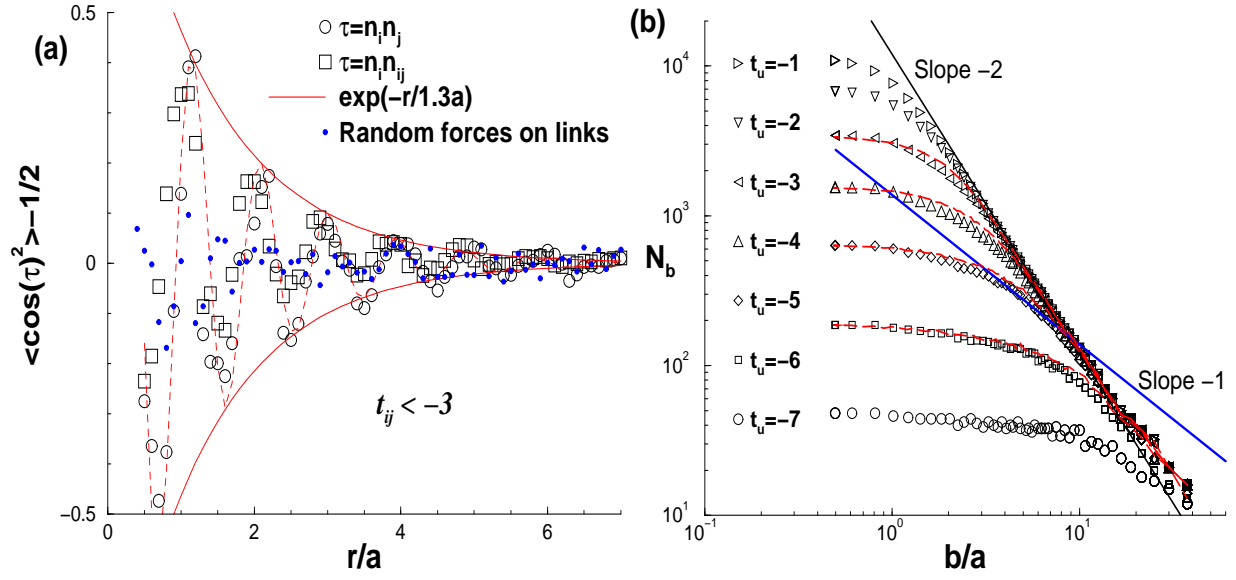 (a)
τ=n_i n_j
τ=n_i n_ij
exp(−r/1.3a)
Random forces on links
<cos(τ)²>−1/2
0.5
0
−0.5
t_ij < −3
0 2 4 6
r/a
(b)
Slope −2
t_u=−1
t_u=−2
t_u=−3
t_u=−4
t_u=−5
t_u=−6
t_u=−7
Slope −1
N_b
10⁴
10³
10²
10¹
10⁻¹ 10⁰ 10¹
b/a